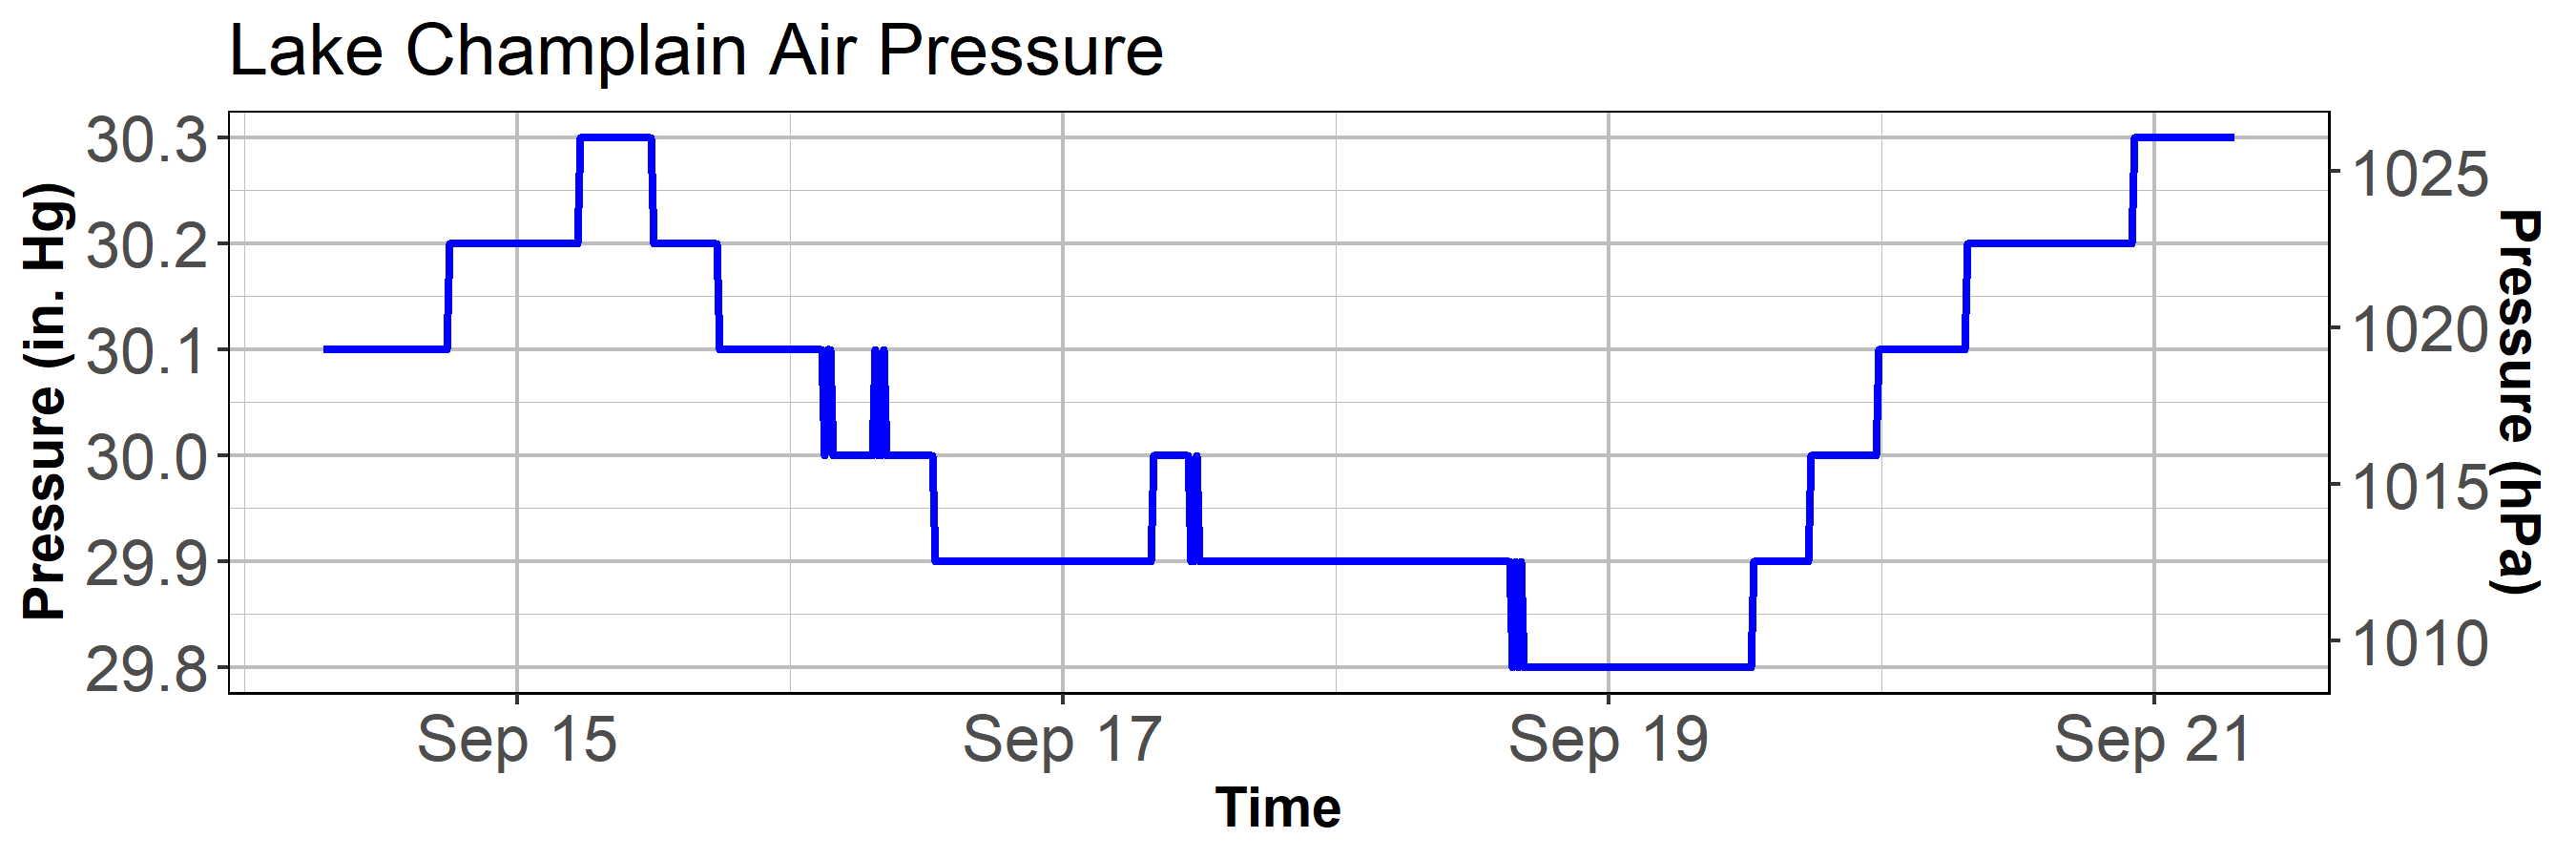 Lake Champlain Air Pressure
Pressure (in. Hg)
30.3
30.2
30.1
30.0
29.9
29.8
1025
1020
1015
1010
Pressure (hPa)
Sep 15
Sep 17
Sep 19
Sep 21
Time